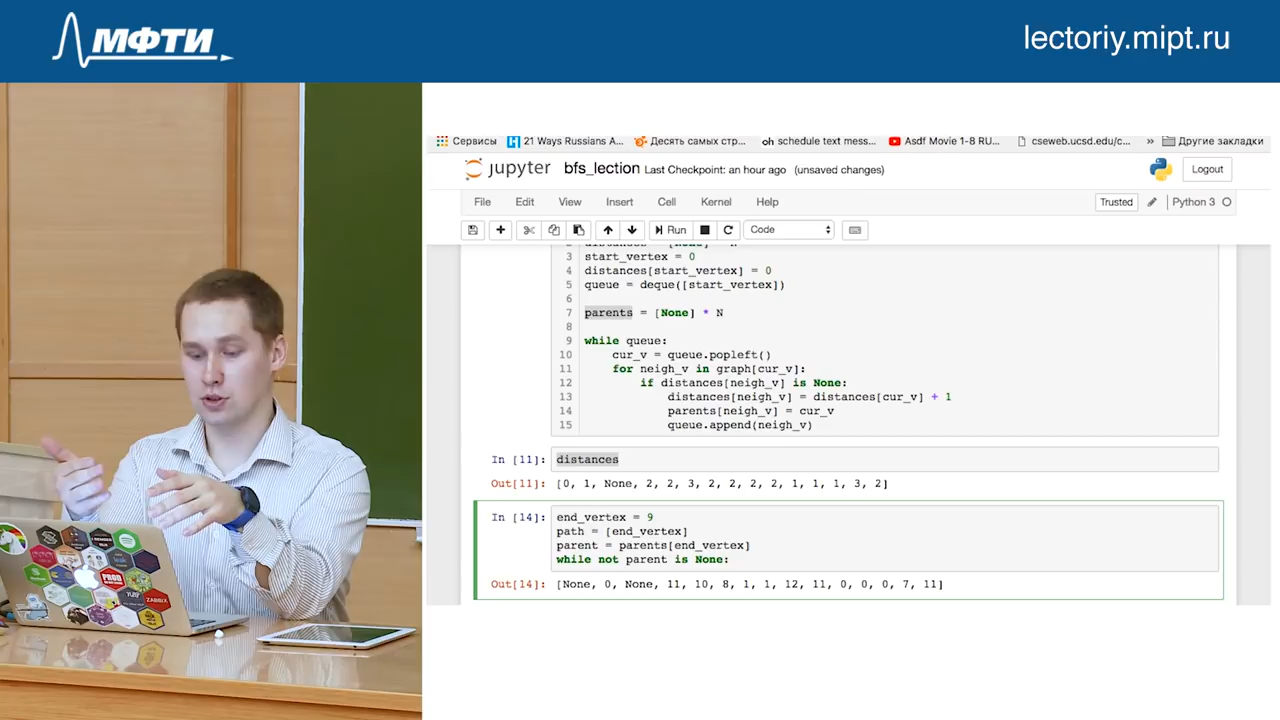 МФТИ
lectoriy.mipt.ru
Сервисы 21 Ways Russians A... Десять самых стр... oh schedule text mess... Asdf Movie 1-8 RU... cseweb.ucsd.edu/c... » Другие закладки
jupyter bfs_lection Last Checkpoint: an hour ago (unsaved changes) Logout
File Edit View Insert Cell Kernel Help Trusted Python 3
Run Code
3 start_vertex = 0
4 distances[start_vertex] = 0
5 queue = deque([start_vertex])
6
7 parents = [None] * N
8
9 while queue:
10 cur_v = queue.popleft()
11 for neigh_v in graph[cur_v]:
12 if distances[neigh_v] is None:
13 distances[neigh_v] = distances[cur_v] + 1
14 parents[neigh_v] = cur_v
15 queue.append(neigh_v)
In [11]: distances
Out[11]: [0, 1, None, 2, 2, 3, 2, 2, 2, 2, 1, 1, 1, 3, 2]
In [14]: end_vertex = 9
path = [end_vertex]
parent = parents[end_vertex]
while not parent is None:
Out[14]: [None, 0, None, 11, 10, 8, 1, 1, 12, 11, 0, 0, 0, 7, 11]
PROD
ZABBIX